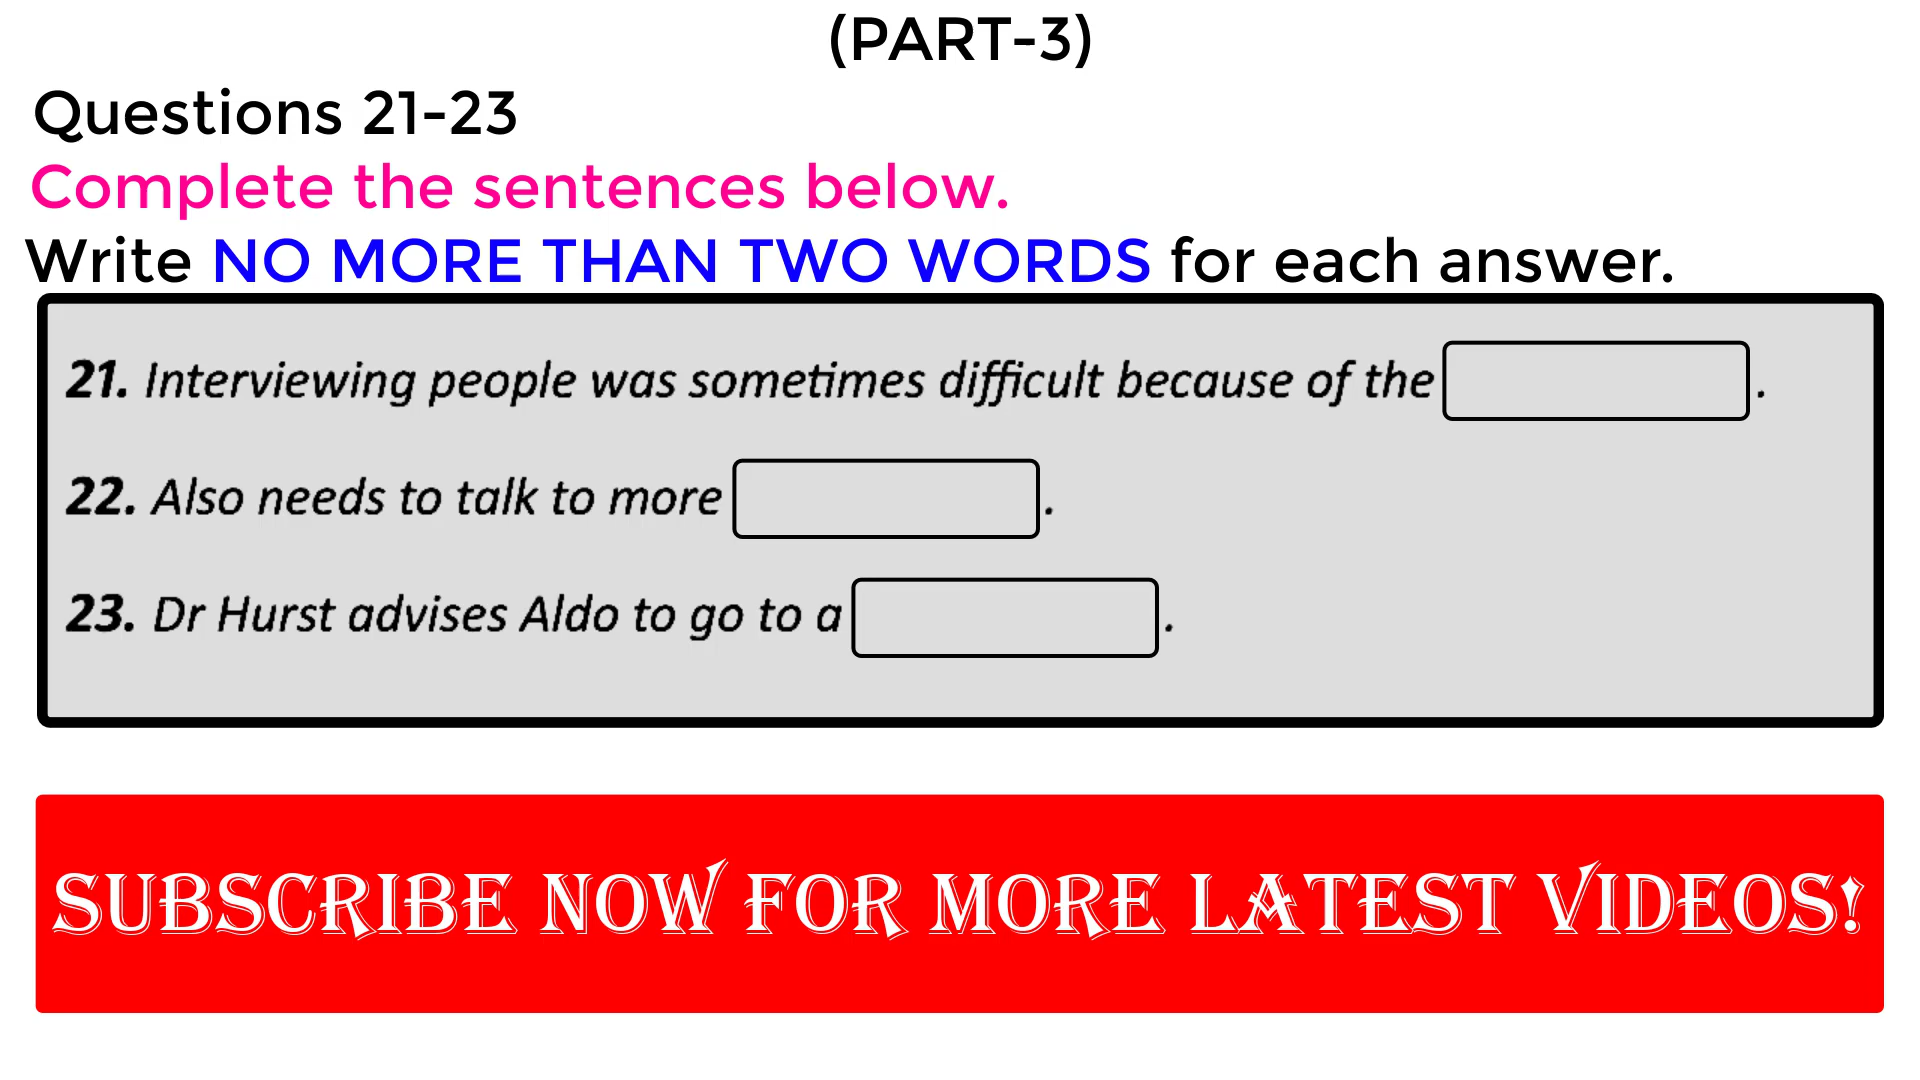 (PART-3)
Questions 21-23
Complete the sentences below.
Write NO MORE THAN TWO WORDS for each answer.
21. Interviewing people was sometimes difficult because of the .
22. Also needs to talk to more .
23. Dr Hurst advises Aldo to go to a .
SUBSCRIBE NOW FOR MORE LATEST VIDEOS!